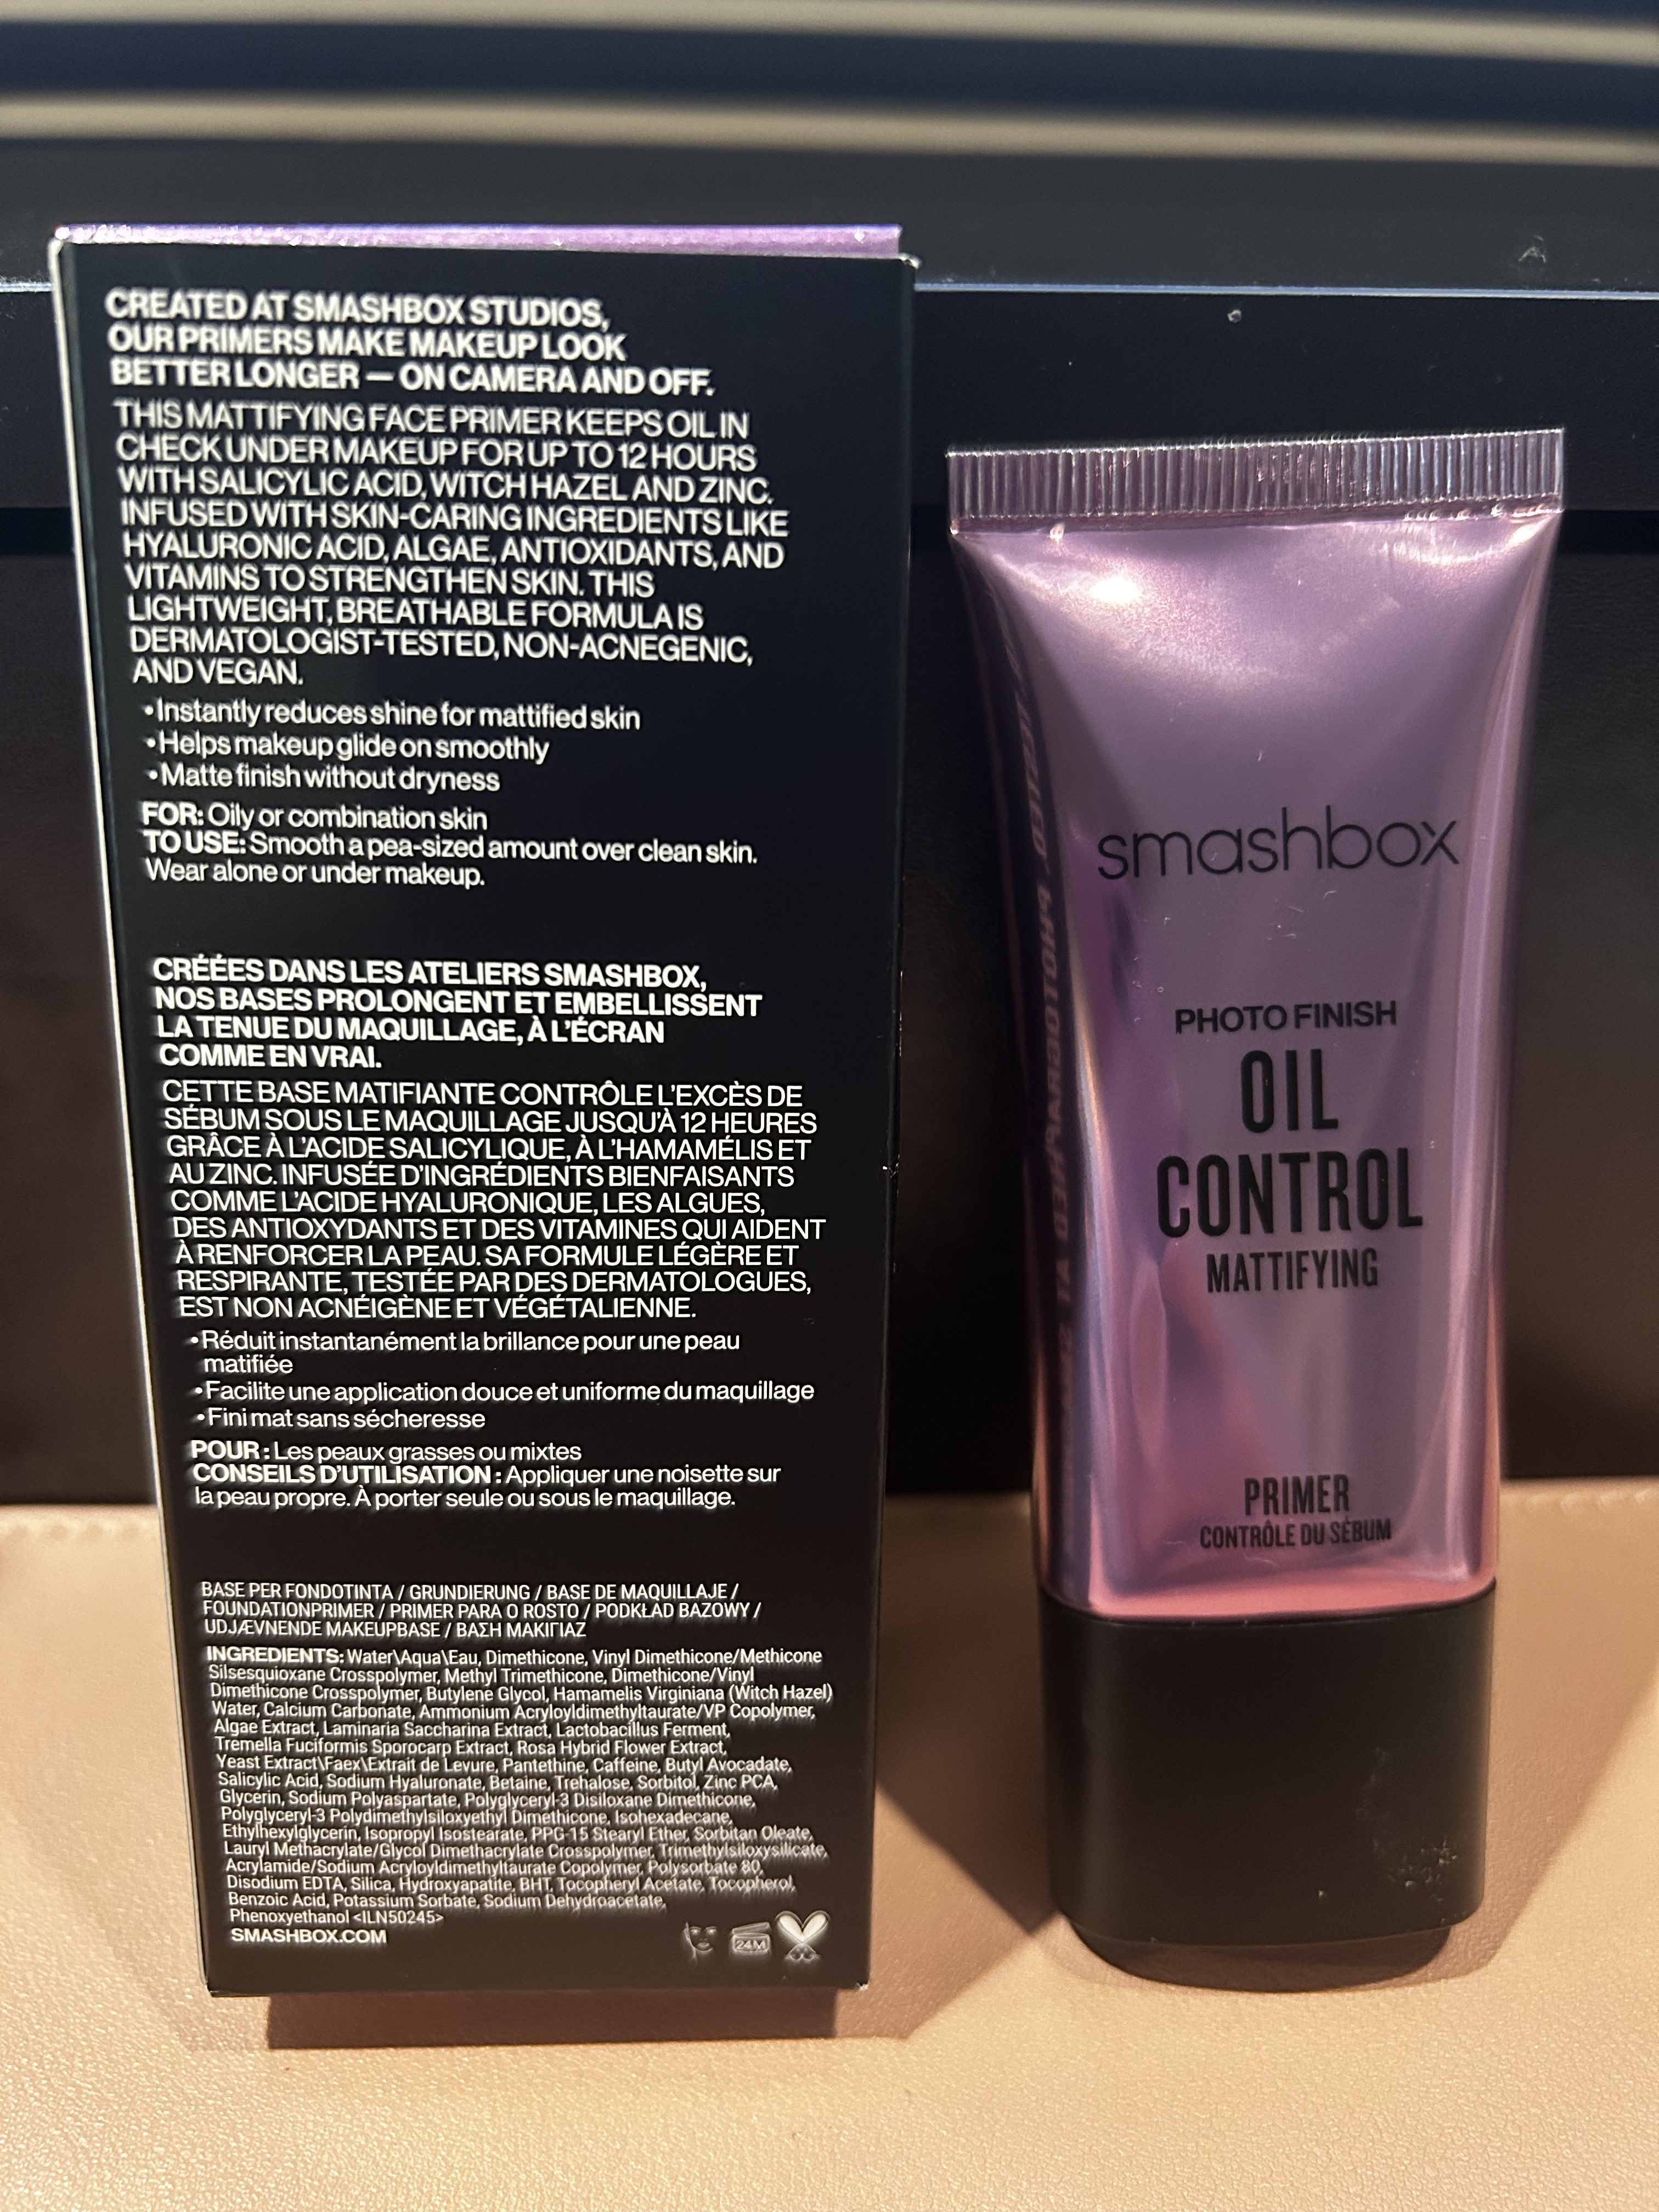 CREATED AT SMASHBOX STUDIOS,
OUR PRIMERS MAKE MAKEUP LOOK
BETTER LONGER — ON CAMERA AND OFF.
THIS MATTIFYING FACE PRIMER KEEPS OIL IN
CHECK UNDER MAKEUP FOR UP TO 12 HOURS
WITH SALICYLIC ACID, WITCH HAZEL AND ZINC.
INFUSED WITH SKIN-CARING INGREDIENTS LIKE
HYALURONIC ACID, ALGAE, ANTIOXIDANTS, AND
VITAMINS TO STRENGTHEN SKIN. THIS
LIGHTWEIGHT, BREATHABLE FORMULA IS
DERMATOLOGIST-TESTED, NON-ACNEGENIC,
AND VEGAN.
• Instantly reduces shine for mattified skin
• Helps makeup glide on smoothly
• Matte finish without dryness
FOR: Oily or combination skin
TO USE: Smooth a pea-sized amount over clean skin.
Wear alone or under makeup.
CRÉÉES DANS LES ATELIERS SMASHBOX,
NOS BASES PROLONGENT ET EMBELLISSENT
LA TENUE DU MAQUILLAGE, À L'ÉCRAN
COMME EN VRAI.
CETTE BASE MATIFIANTE CONTRÔLE L'EXCÈS DE
SÉBUM SOUS LE MAQUILLAGE JUSQU'À 12 HEURES
GRÂCE À L'ACIDE SALICYLIQUE, À L'HAMAMÉLIS ET
AU ZINC. INFUSÉE D'INGRÉDIENTS BIENFAISANTS
COMME L'ACIDE HYALURONIQUE, LES ALGUES,
DES ANTIOXYDANTS ET DES VITAMINES QUI AIDENT
À RENFORCER LA PEAU. SA FORMULE LÉGÈRE ET
RESPIRANTE, TESTÉE PAR DES DERMATOLOGUES,
EST NON ACNÉIGÈNE ET VÉGÉTALIENNE.
• Réduit instantanément la brillance pour une peau
matifiée
• Facilite une application douce et uniforme du maquillage
• Fini mat sans sécheresse
POUR : Les peaux grasses ou mixtes
CONSEILS D'UTILISATION : Appliquer une noisette sur
la peau propre. À porter seule ou sous le maquillage.
BASE PER FONDOTINTA / GRUNDIERUNG / BASE DE MAQUILLAJE /
FOUNDATIONPRIMER / PRIMER PARA O ROSTO / PODKŁAD BAZOWY /
UDJÆVNENDE MAKEUPBASE / ΒΑΣΗ ΜΑΚΙΓΙΑΖ
INGREDIENTS: Water\Aqua\Eau, Dimethicone, Vinyl Dimethicone/Methicone
Silsesquioxane Crosspolymer, Methyl Trimethicone, Dimethicone/Vinyl
Dimethicone Crosspolymer, Butylene Glycol, Hamamelis Virginiana (Witch Hazel)
Water, Calcium Carbonate, Ammonium Acryloyldimethyltaurate/VP Copolymer,
Algae Extract, Laminaria Saccharina Extract, Lactobacillus Ferment,
Tremella Fuciformis Sporocarp Extract, Rosa Hybrid Flower Extract,
Yeast Extract\Faex\Extrait de Levure, Pantethine, Caffeine, Butyl Avocadate,
Salicylic Acid, Sodium Hyaluronate, Betaine, Trehalose, Sorbitol, Zinc PCA,
Glycerin, Sodium Polyaspartate, Polyglyceryl-3 Disiloxane Dimethicone,
Polyglyceryl-3 Polydimethylsiloxyethyl Dimethicone, Isohexadecane,
Ethylhexylglycerin, Isopropyl Isostearate, PPG-15 Stearyl Ether, Sorbitan Oleate,
Lauryl Methacrylate/Glycol Dimethacrylate Crosspolymer, Trimethylsiloxysilicate,
Acrylamide/Sodium Acryloyldimethyltaurate Copolymer, Polysorbate 80,
Disodium EDTA, Silica, Hydroxyapatite, BHT, Tocopheryl Acetate, Tocopherol,
Benzoic Acid, Potassium Sorbate, Sodium Dehydroacetate,
Phenoxyethanol <ILN50245>
SMASHBOX.COM
24M
smashbox
PHOTO FINISH
OIL
CONTROL
MATTIFYING
PRIMER
CONTRÔLE DU SÉBUM